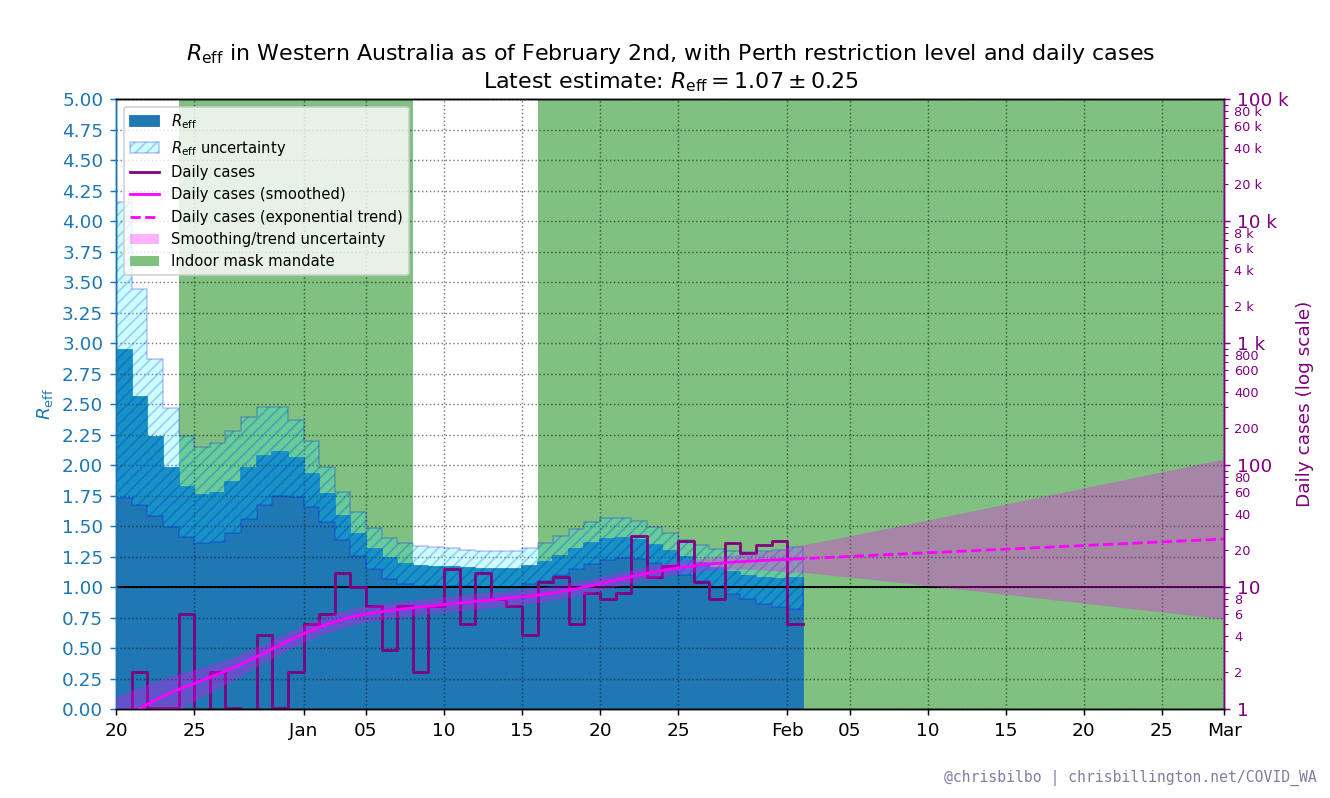 R_eff in Western Australia as of February 2nd, with Perth restriction level and daily cases
Latest estimate: R_eff = 1.07 ± 0.25
R_eff
R_eff uncertainty
Daily cases
Daily cases (smoothed)
Daily cases (exponential trend)
Smoothing/trend uncertainty
Indoor mask mandate
R_eff
5.00
4.75
4.50
4.25
4.00
3.75
3.50
3.25
3.00
2.75
2.50
2.25
2.00
1.75
1.50
1.25
1.00
0.75
0.50
0.25
0.00
20 25 Jan 05 10 15 20 25 Feb 05 10 15 20 25 Mar
100 k
80 k
60 k
40 k
20 k
10 k
8 k
6 k
4 k
2 k
1 k
800
600
400
200
100
80
60
40
20
10
8
6
4
2
1
Daily cases (log scale)
@chrisbilbo | chrisbillington.net/COVID_WA